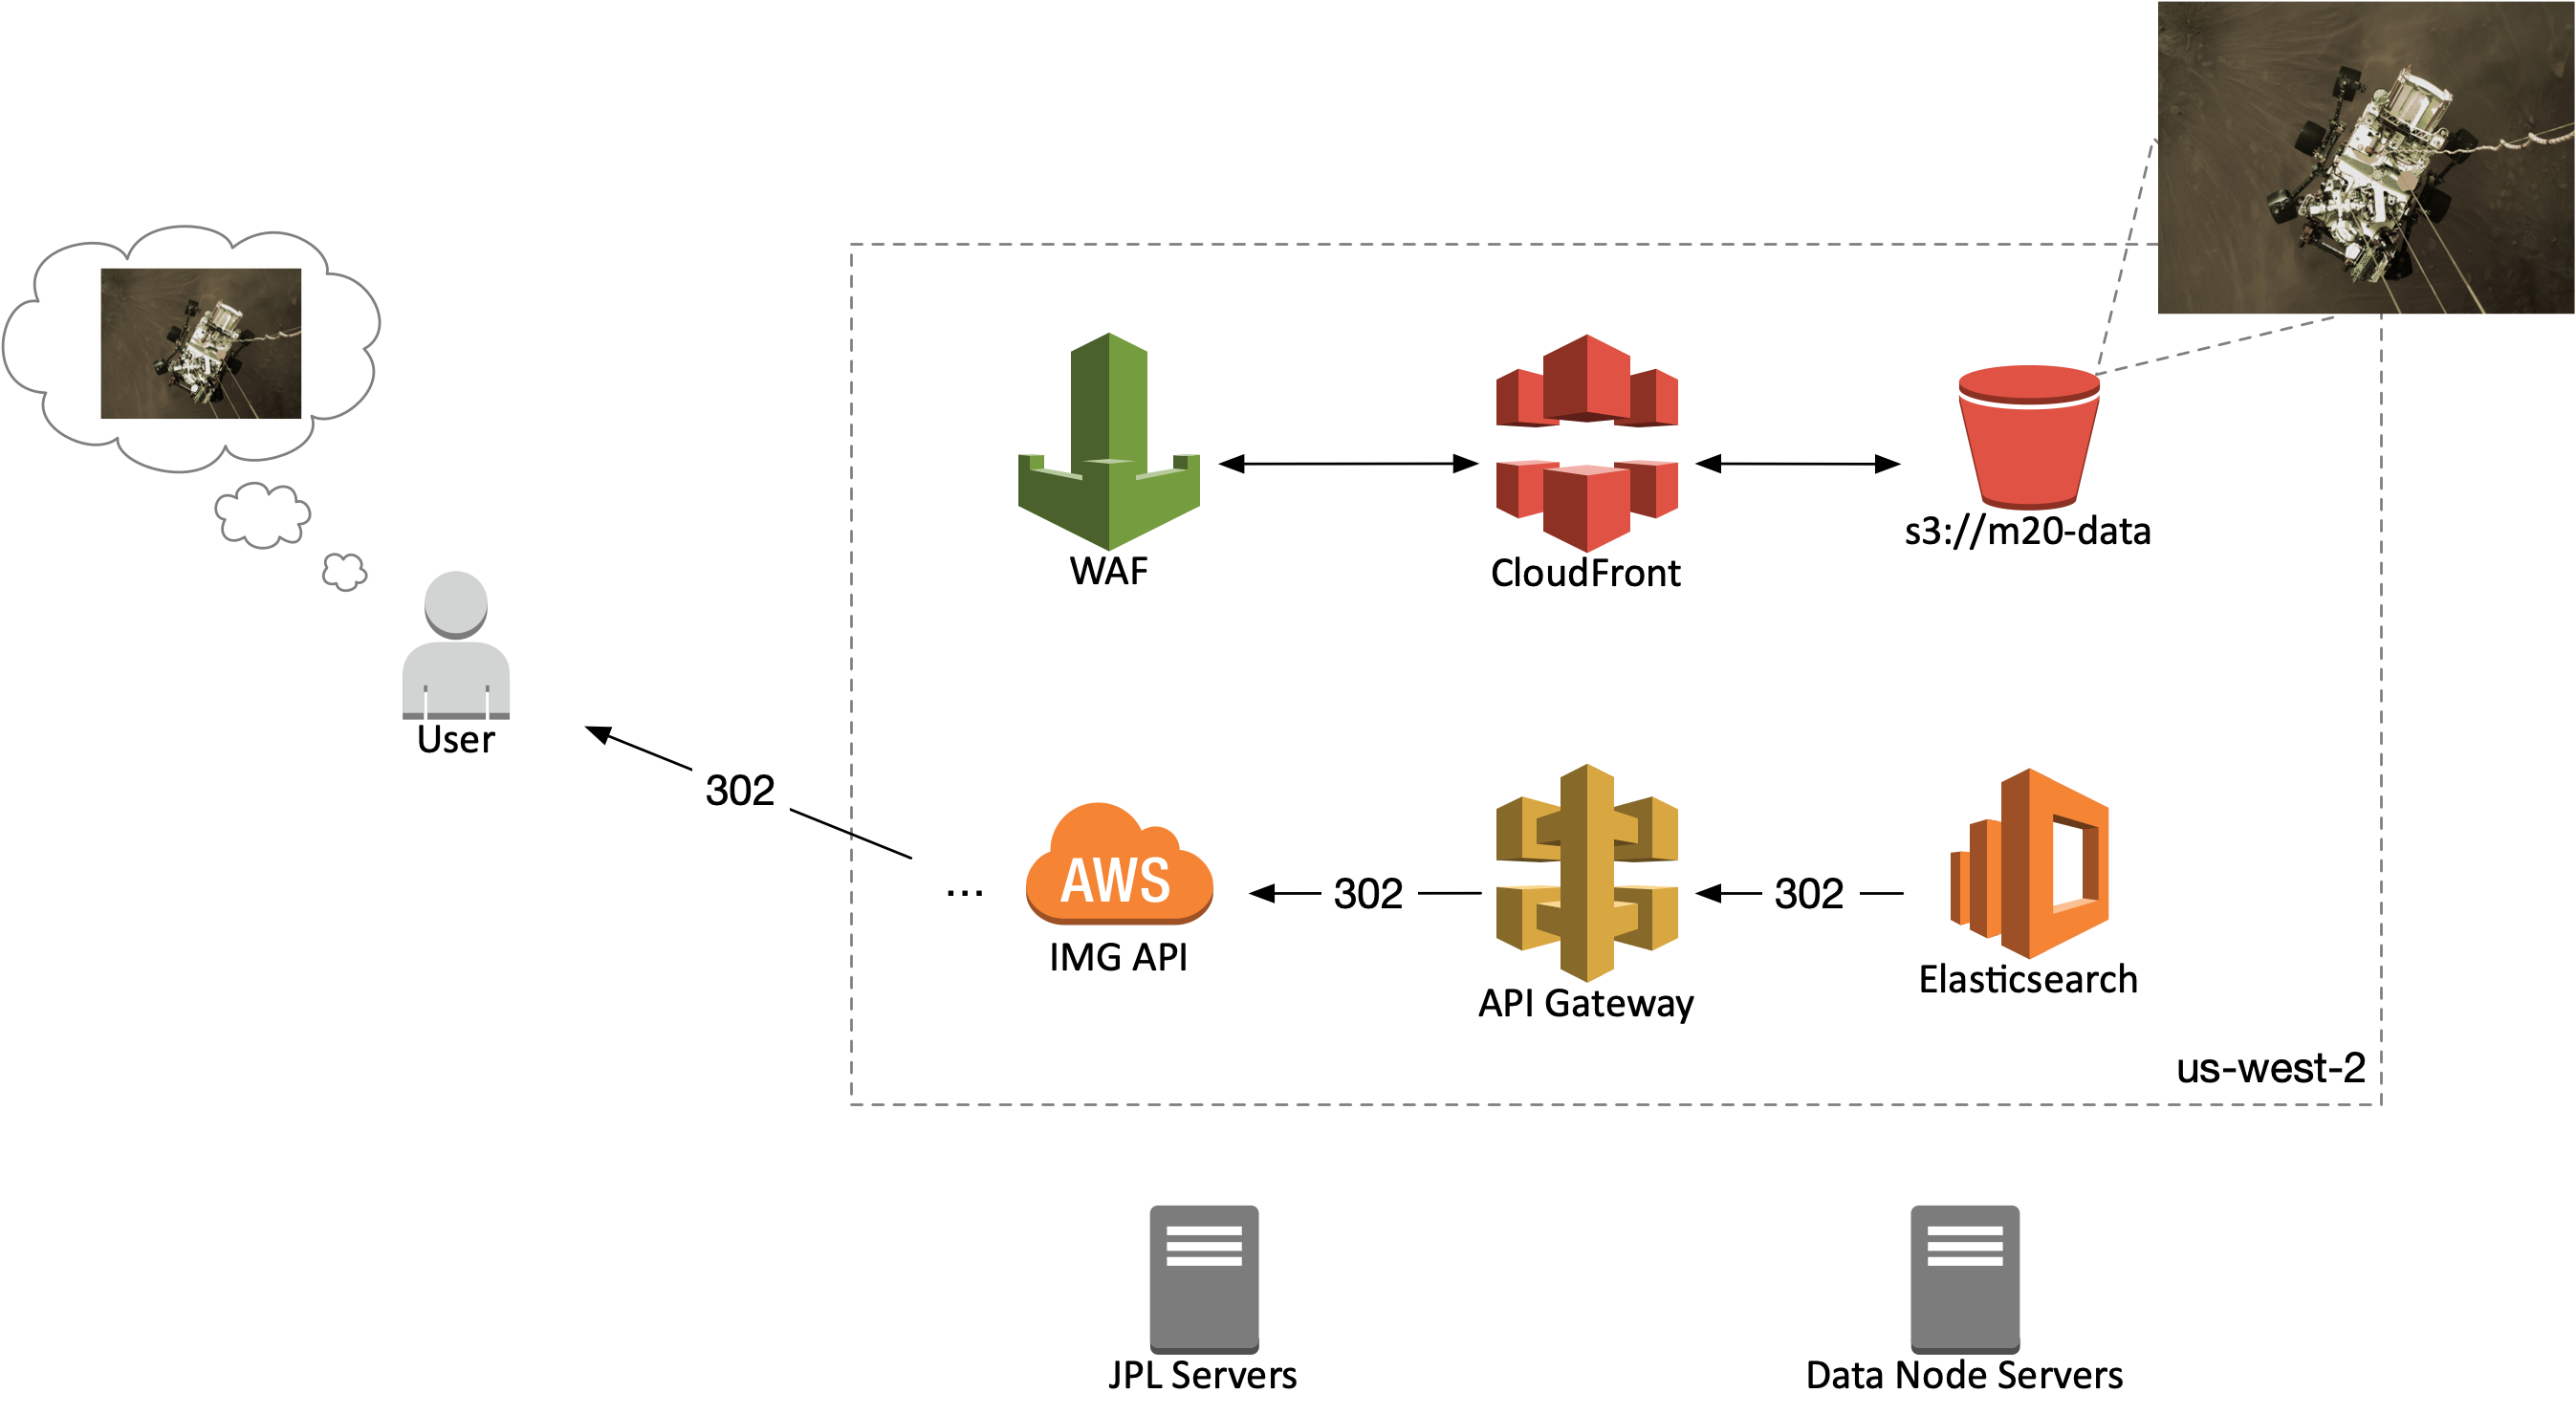 WAF
CloudFront
s3://m20-data
User
302
...
AWS
302
302
IMG API
API Gateway
Elasticsearch
us-west-2
JPL Servers
Data Node Servers